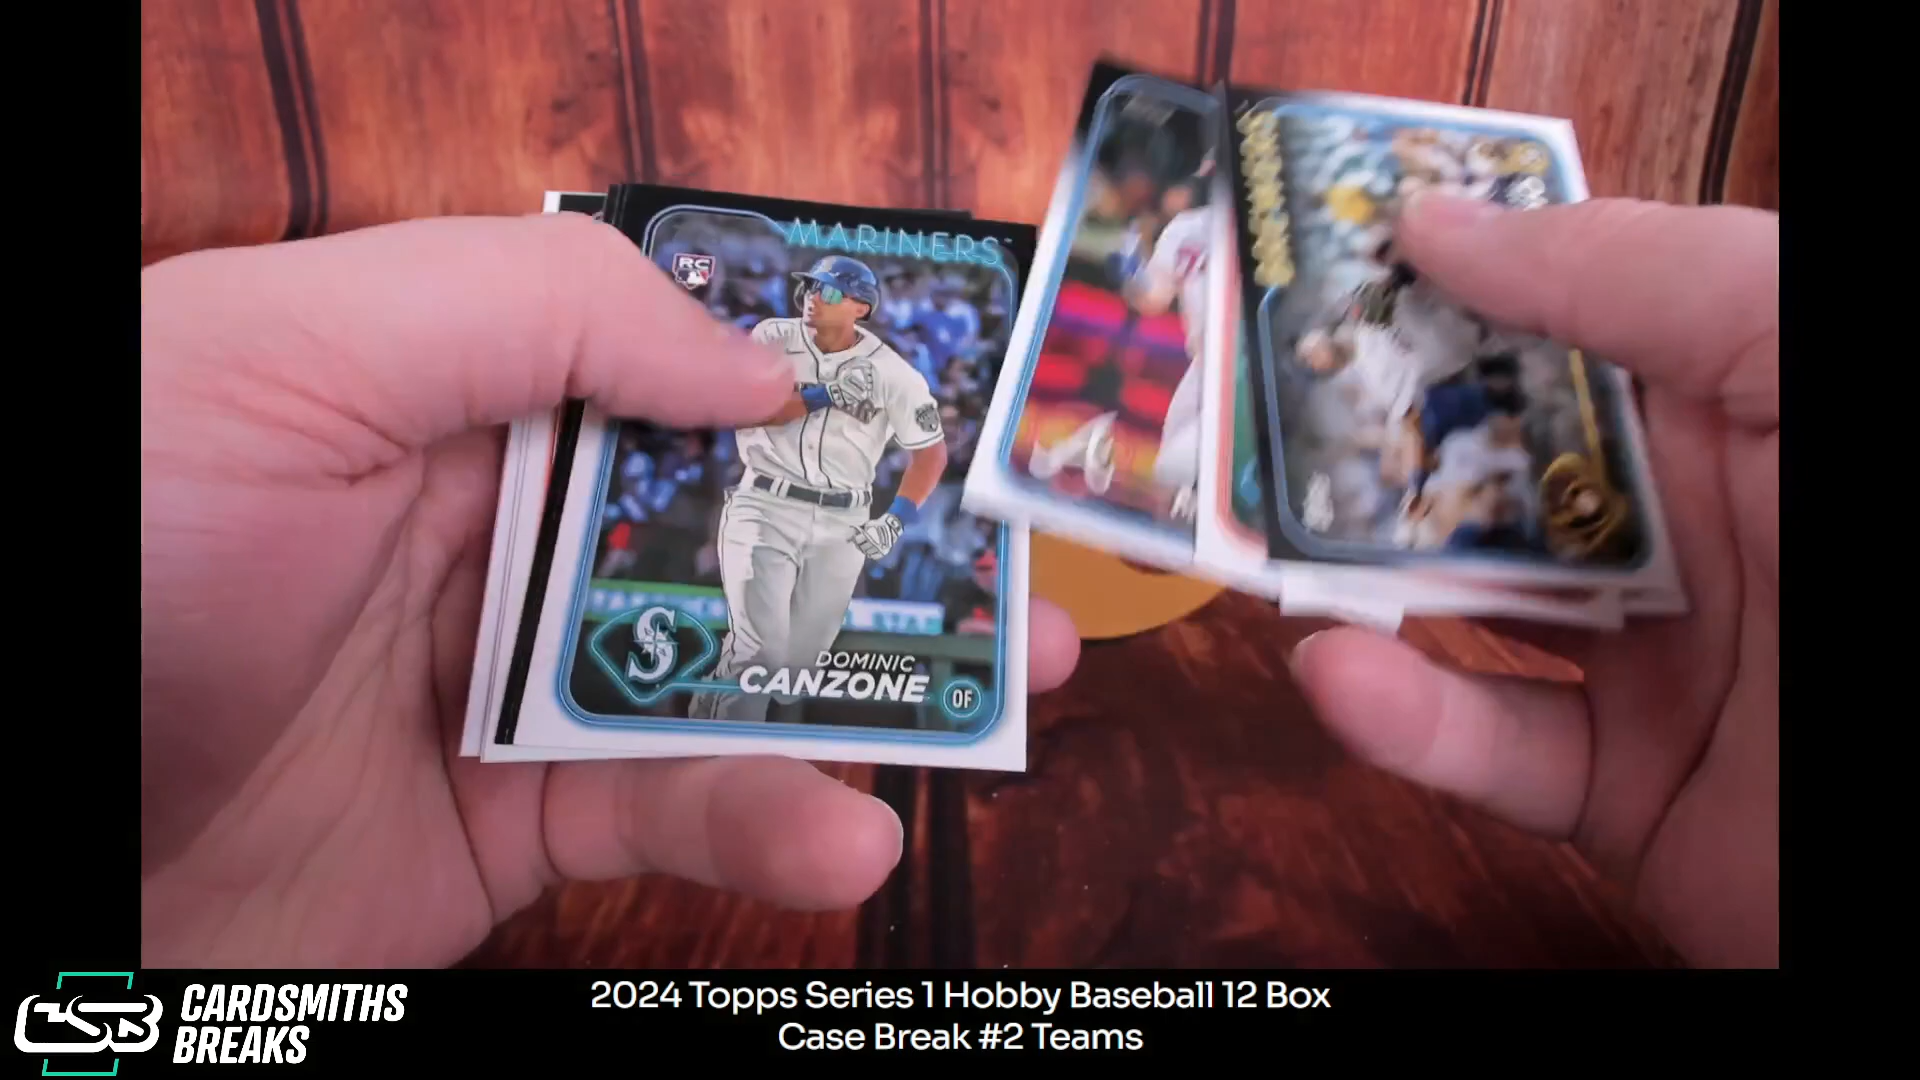 MARINERS
RC
S
DOMINIC
CANZONE
OF
CSB
CARDSMITHS
BREAKS
2024 Topps Series 1 Hobby Baseball 12 Box
Case Break #2 Teams